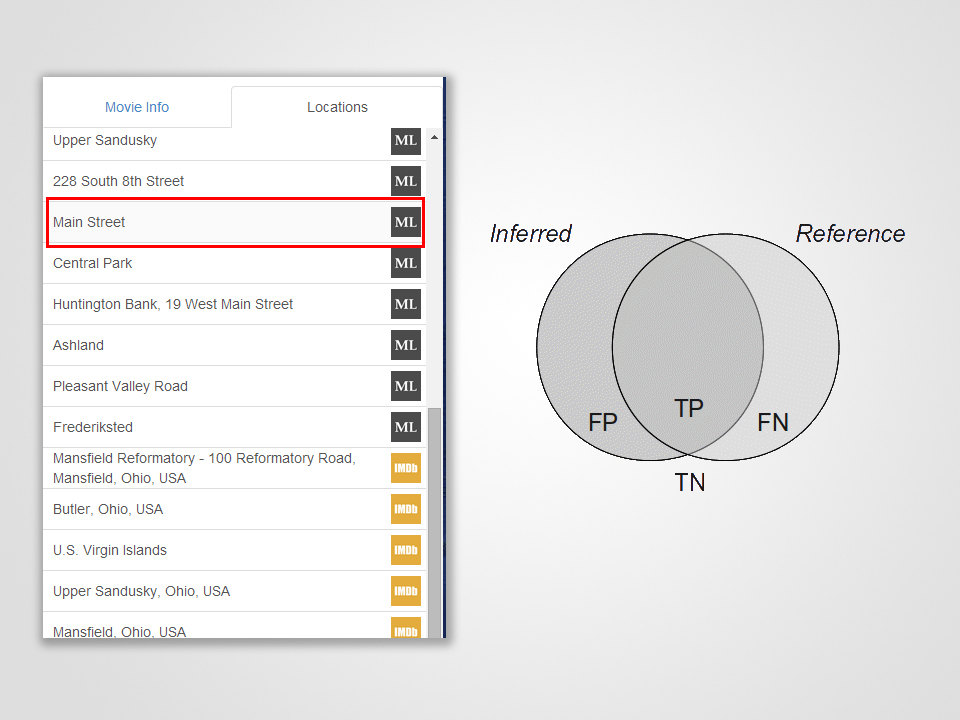 Movie Info
Locations
Upper Sandusky
ML
228 South 8th Street
ML
Main Street
ML
Central Park
ML
Huntington Bank, 19 West Main Street
ML
Ashland
ML
Pleasant Valley Road
ML
Frederiksted
ML
Mansfield Reformatory - 100 Reformatory Road,
Mansfield, Ohio, USA
IMDb
Butler, Ohio, USA
IMDb
U.S. Virgin Islands
IMDb
Upper Sandusky, Ohio, USA
IMDb
Mansfield, Ohio, USA
IMDb
Inferred
Reference
FP
TP
FN
TN